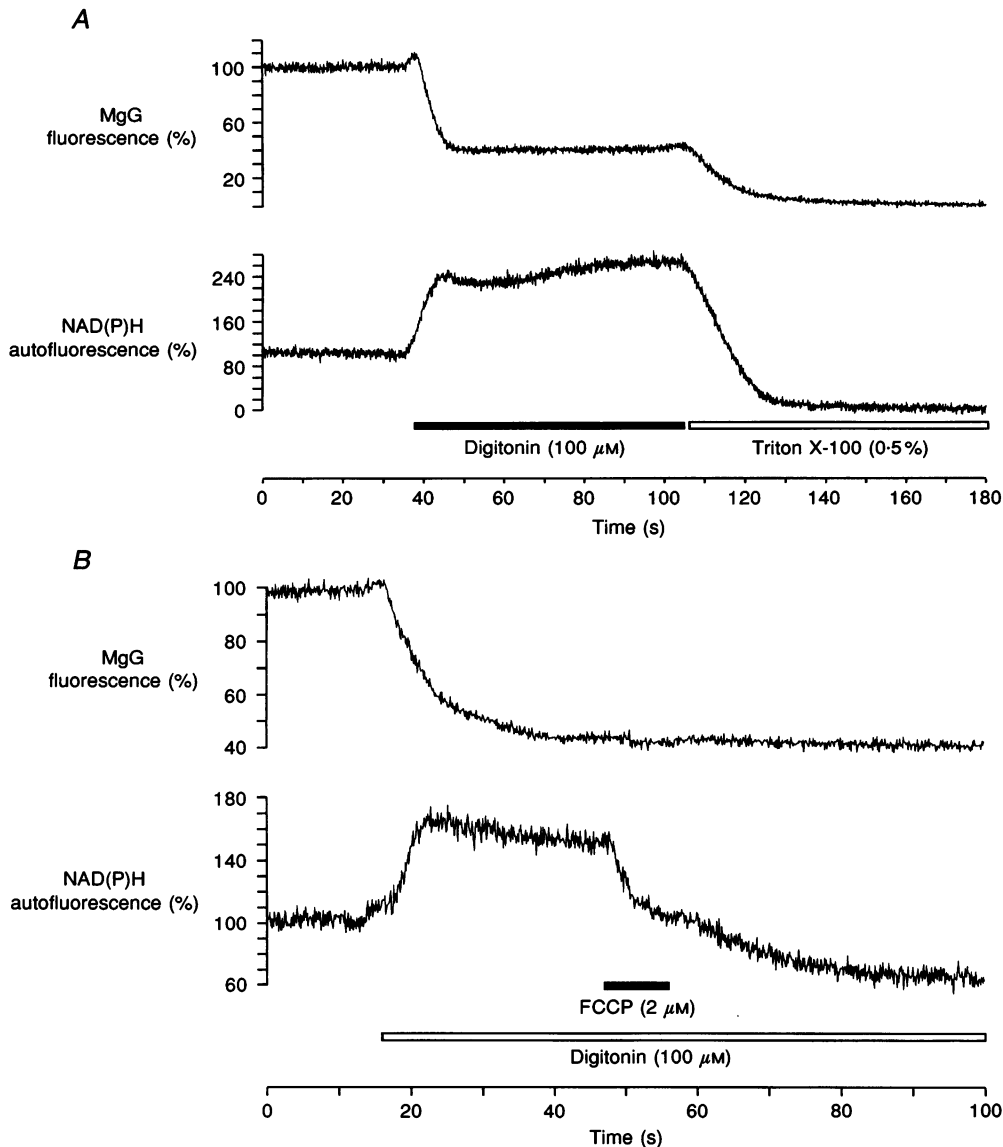 A
MgG
fluorescence (%)
100
60
20
NAD(P)H
autofluorescence (%)
240
160
80
0
Digitonin (100 μM)
Triton X-100 (0·5%)
0 20 40 60 80 100 120 140 160 180
Time (s)
B
MgG
fluorescence (%)
100
80
60
40
NAD(P)H
autofluorescence (%)
180
140
100
60
FCCP (2 μM)
Digitonin (100 μM)
0 20 40 60 80 100
Time (s)